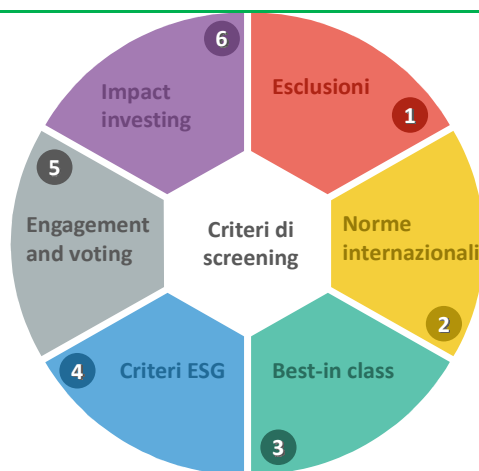 6
Impact
investing
Esclusioni
1
5
Engagement
and voting
Criteri di
screening
Norme
internazionali
2
4
Criteri ESG
Best-in class
3